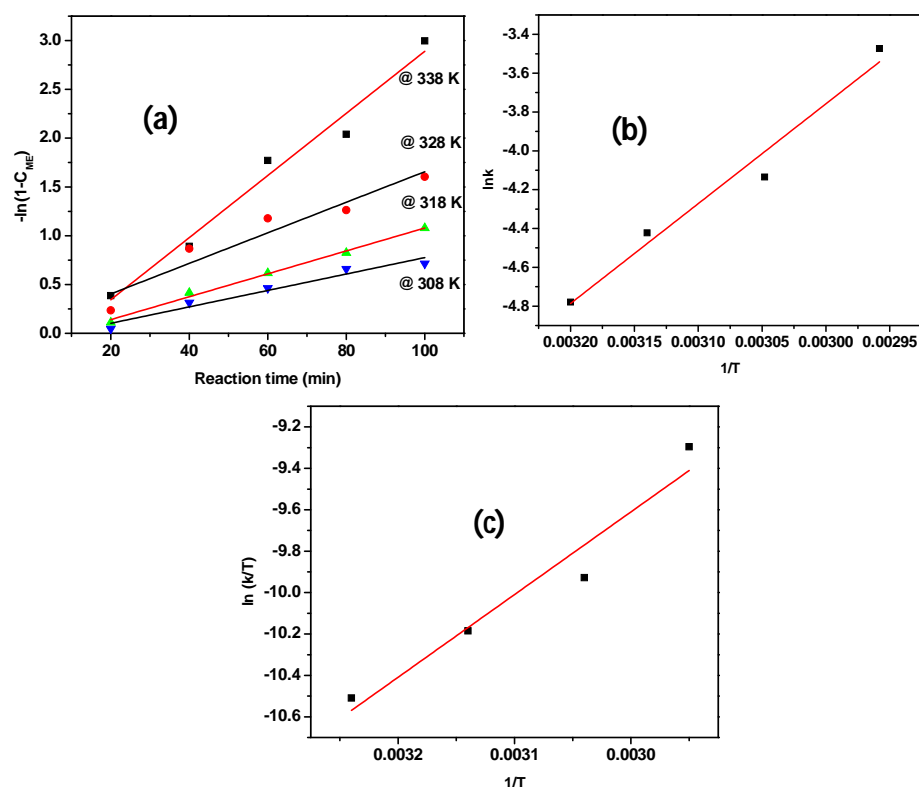 (a)
-ln(1-C_ME)
3.0
2.5
2.0
1.5
1.0
0.5
0.0
@ 338 K
@ 328 K
@ 318 K
@ 308 K
20 40 60 80 100
Reaction time (min)
(b)
lnk
-3.4
-3.6
-3.8
-4.0
-4.2
-4.4
-4.6
-4.8
0.00320 0.00315 0.00310 0.00305 0.00300 0.00295
1/T
(c)
ln (k/T)
-9.2
-9.4
-9.6
-9.8
-10.0
-10.2
-10.4
-10.6
0.0032 0.0031 0.0030
1/T